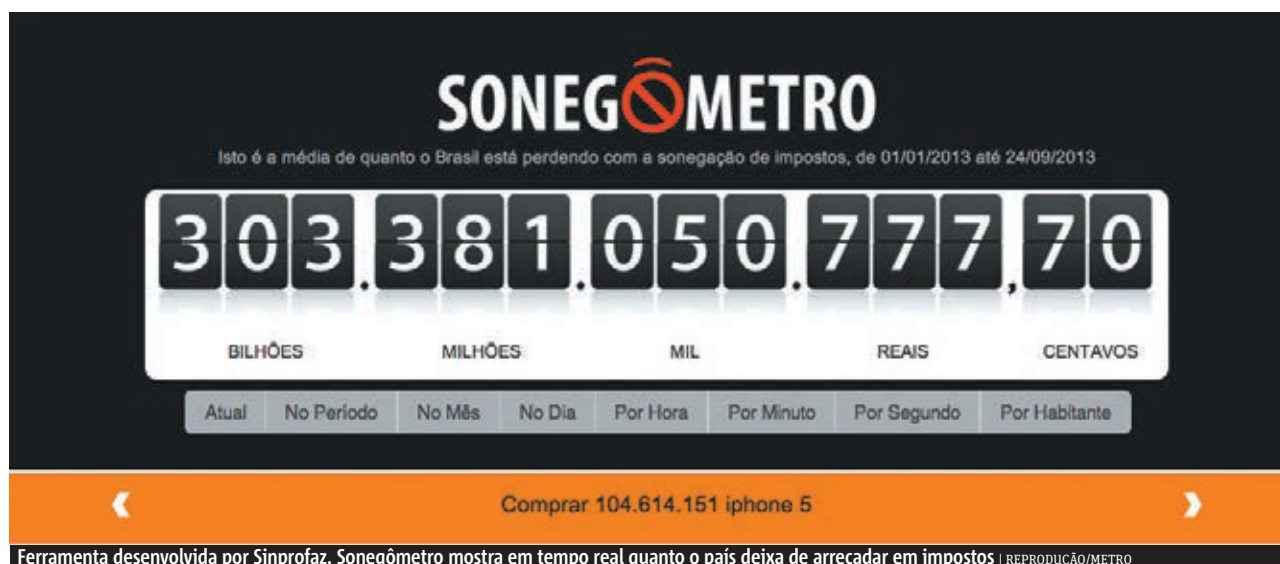 SONEGÔMETRO
Isto é a média de quanto o Brasil está perdendo com a sonegação de impostos, de 01/01/2013 até 24/09/2013
303.381.050.777,70
BILHÕES MILHÕES MIL REAIS CENTAVOS
Atual No Período No Mês No Dia Por Hora Por Minuto Por Segundo Por Habitante
Comprar 104.614.151 iphone 5
Ferramenta desenvolvida por Sinprofaz, Sonegômetro mostra em tempo real quanto o país deixa de arrecadar em impostos | REPRODUÇÃO/METRO